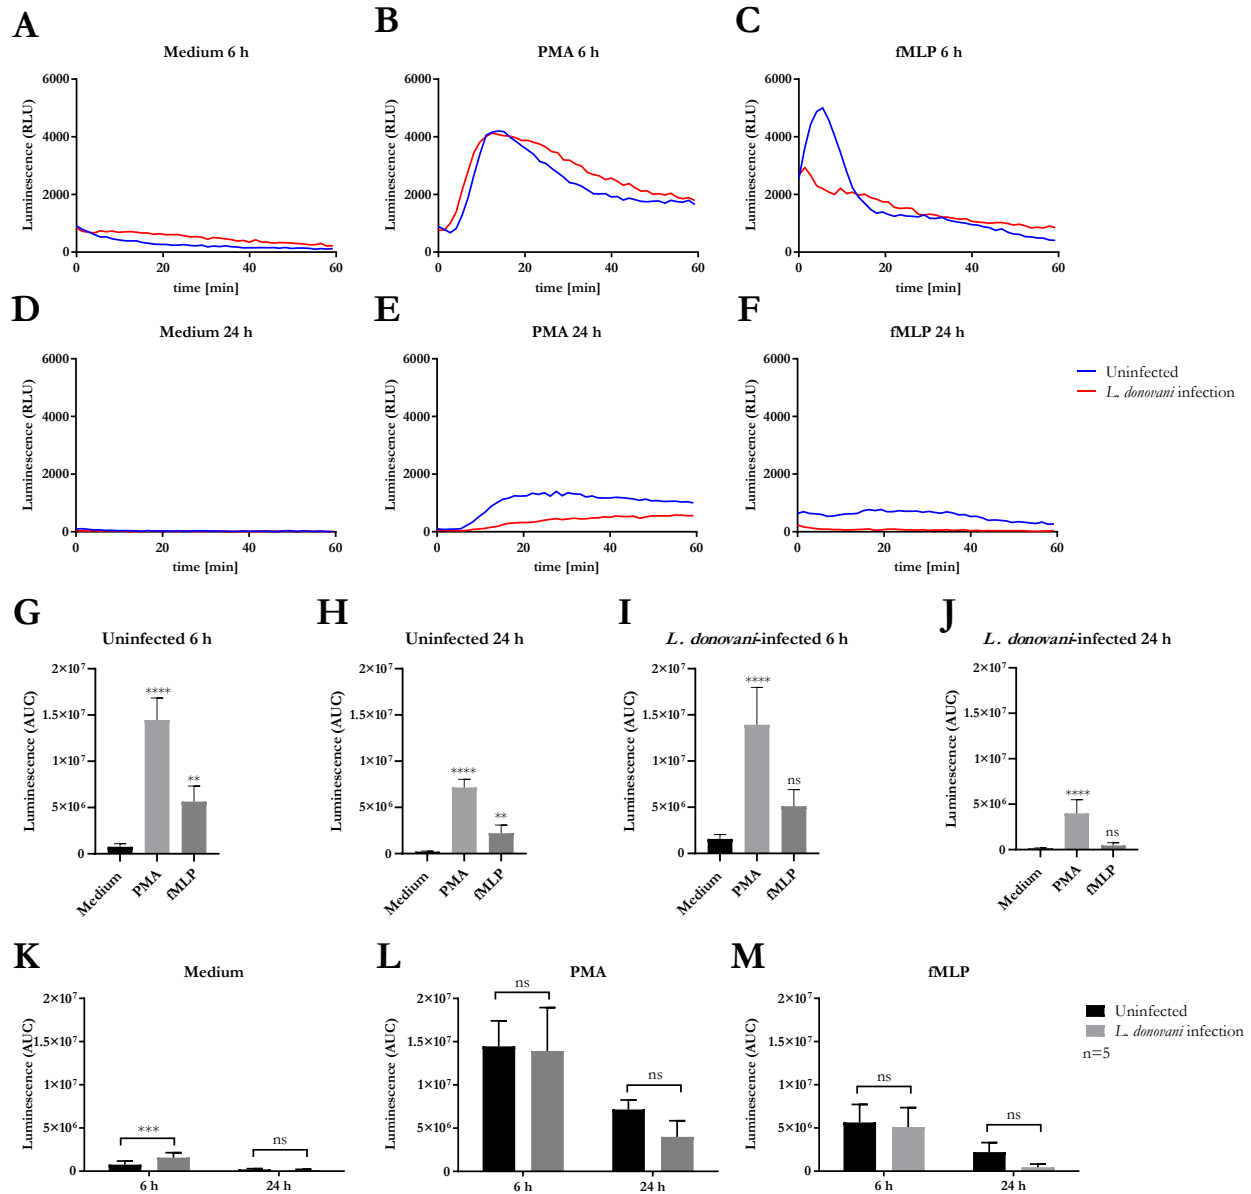 A
Medium 6 h
Luminescence (RLU)
6000
4000
2000
0
0 20 40 60
time [min]
B
PMA 6 h
Luminescence (RLU)
6000
4000
2000
0
0 20 40 60
time [min]
C
fMLP 6 h
Luminescence (RLU)
6000
4000
2000
0
0 20 40 60
time [min]
D
Medium 24 h
Luminescence (RLU)
6000
4000
2000
0
0 20 40 60
time [min]
E
PMA 24 h
Luminescence (RLU)
6000
4000
2000
0
0 20 40 60
time [min]
F
fMLP 24 h
Luminescence (RLU)
6000
4000
2000
0
0 20 40 60
time [min]
Uninfected
L. donovani infection
G
Uninfected 6 h
Luminescence (AUC)
2×10⁷
1.5×10⁷
1×10⁷
5×10⁶
0
****
**
Medium
PMA
fMLP
H
Uninfected 24 h
Luminescence (AUC)
2×10⁷
1.5×10⁷
1×10⁷
5×10⁶
0
****
**
Medium
PMA
fMLP
I
L. donovani-infected 6 h
Luminescence (AUC)
2×10⁷
1.5×10⁷
1×10⁷
5×10⁶
0
****
ns
Medium
PMA
fMLP
J
L. donovani-infected 24 h
Luminescence (AUC)
2×10⁷
1.5×10⁷
1×10⁷
5×10⁶
0
****
ns
Medium
PMA
fMLP
K
Medium
Luminescence (AUC)
2×10⁷
1.5×10⁷
1×10⁷
5×10⁶
0
***
ns
6 h 24 h
L
PMA
Luminescence (AUC)
2×10⁷
1.5×10⁷
1×10⁷
5×10⁶
0
ns
ns
6 h 24 h
M
fMLP
Luminescence (AUC)
2×10⁷
1.5×10⁷
1×10⁷
5×10⁶
0
ns
ns
6 h 24 h
Uninfected
L. donovani infection
n=5